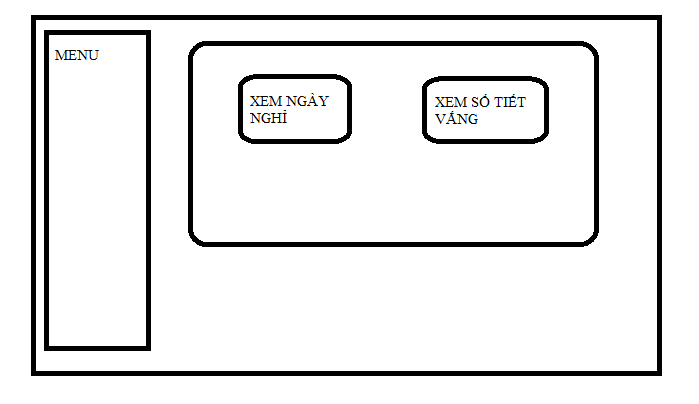 MENU
XEM NGÀY
NGHỈ
XEM SỐ TIẾT
VẮNG